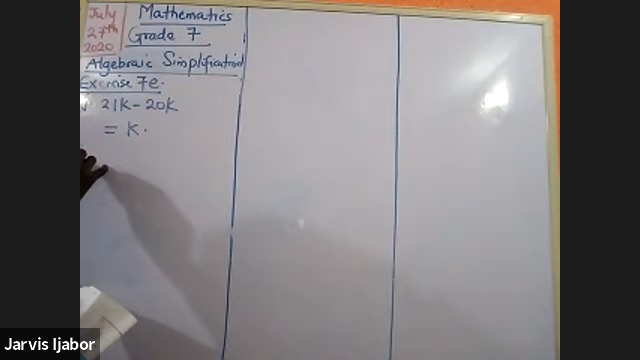 July
27th
2020
Mathematics
Grade 7
Algebraic Simplification
Exercise 7e.
21k - 20k
= k.
Jarvis Ijabor